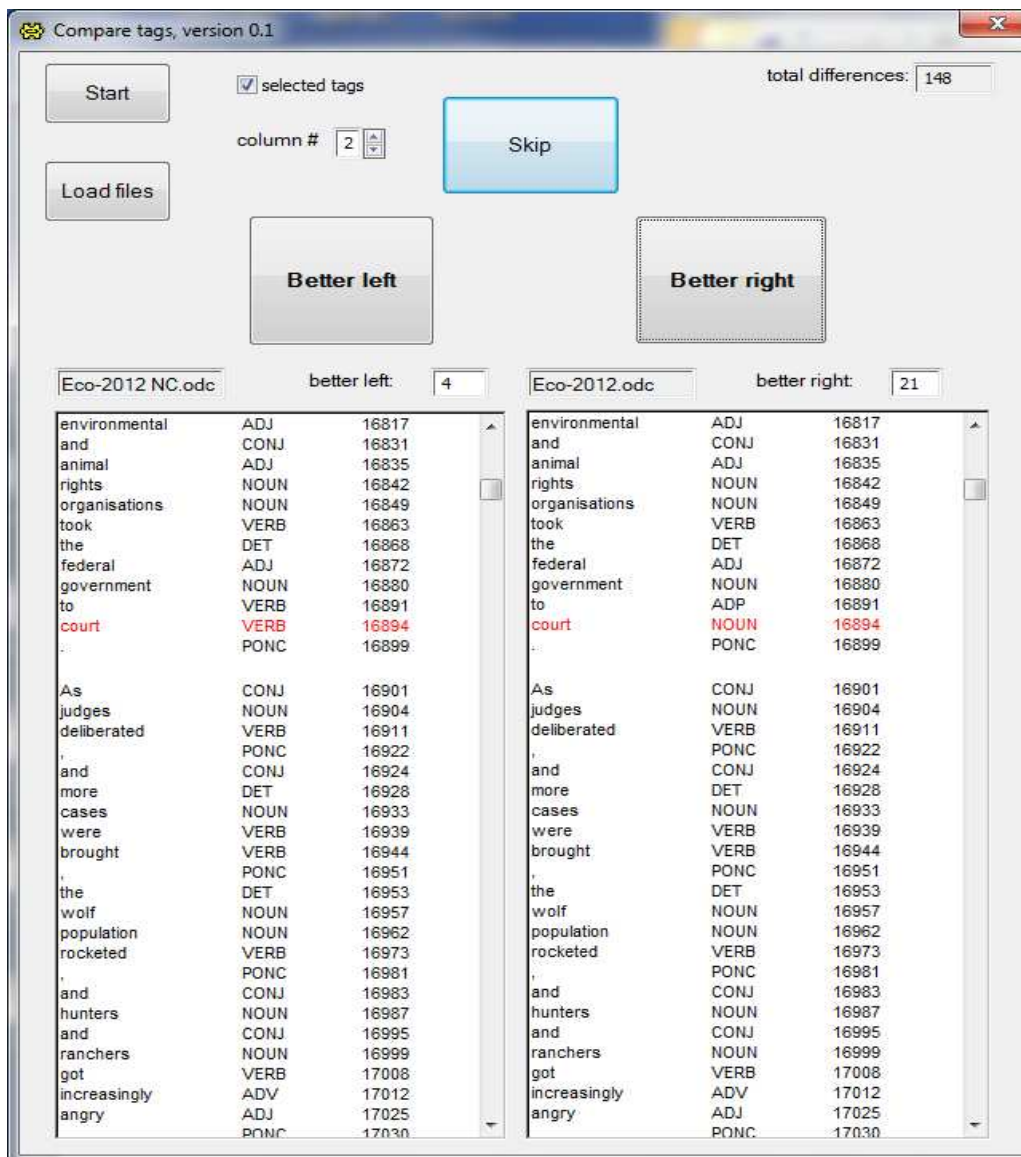 Compare tags, version 0.1
Start
selected tags
total differences: 148
column # 2
Skip
Load files
Better left
Better right
Eco-2012 NC.odc better left: 4
Eco-2012.odc better right: 21
environmental ADJ 16817 environmental ADJ 16817
and CONJ 16831 and CONJ 16831
animal ADJ 16835 animal ADJ 16835
rights NOUN 16842 rights NOUN 16842
organisations NOUN 16849 organisations NOUN 16849
took VERB 16863 took VERB 16863
the DET 16868 the DET 16868
federal ADJ 16872 federal ADJ 16872
government NOUN 16880 government NOUN 16880
to VERB 16891 to ADP 16891
court VERB 16894 court NOUN 16894
. PONC 16899 . PONC 16899
As CONJ 16901 As CONJ 16901
judges NOUN 16904 judges NOUN 16904
deliberated VERB 16911 deliberated VERB 16911
, PONC 16922 , PONC 16922
and CONJ 16924 and CONJ 16924
more DET 16928 more DET 16928
cases NOUN 16933 cases NOUN 16933
were VERB 16939 were VERB 16939
brought VERB 16944 brought VERB 16944
, PONC 16951 , PONC 16951
the DET 16953 the DET 16953
wolf NOUN 16957 wolf NOUN 16957
population NOUN 16962 population NOUN 16962
rocketed VERB 16973 rocketed VERB 16973
, PONC 16981 , PONC 16981
and CONJ 16983 and CONJ 16983
hunters NOUN 16987 hunters NOUN 16987
and CONJ 16995 and CONJ 16995
ranchers NOUN 16999 ranchers NOUN 16999
got VERB 17008 got VERB 17008
increasingly ADV 17012 increasingly ADV 17012
angry ADJ 17025 angry ADJ 17025
PONC 17030 PONC 17030